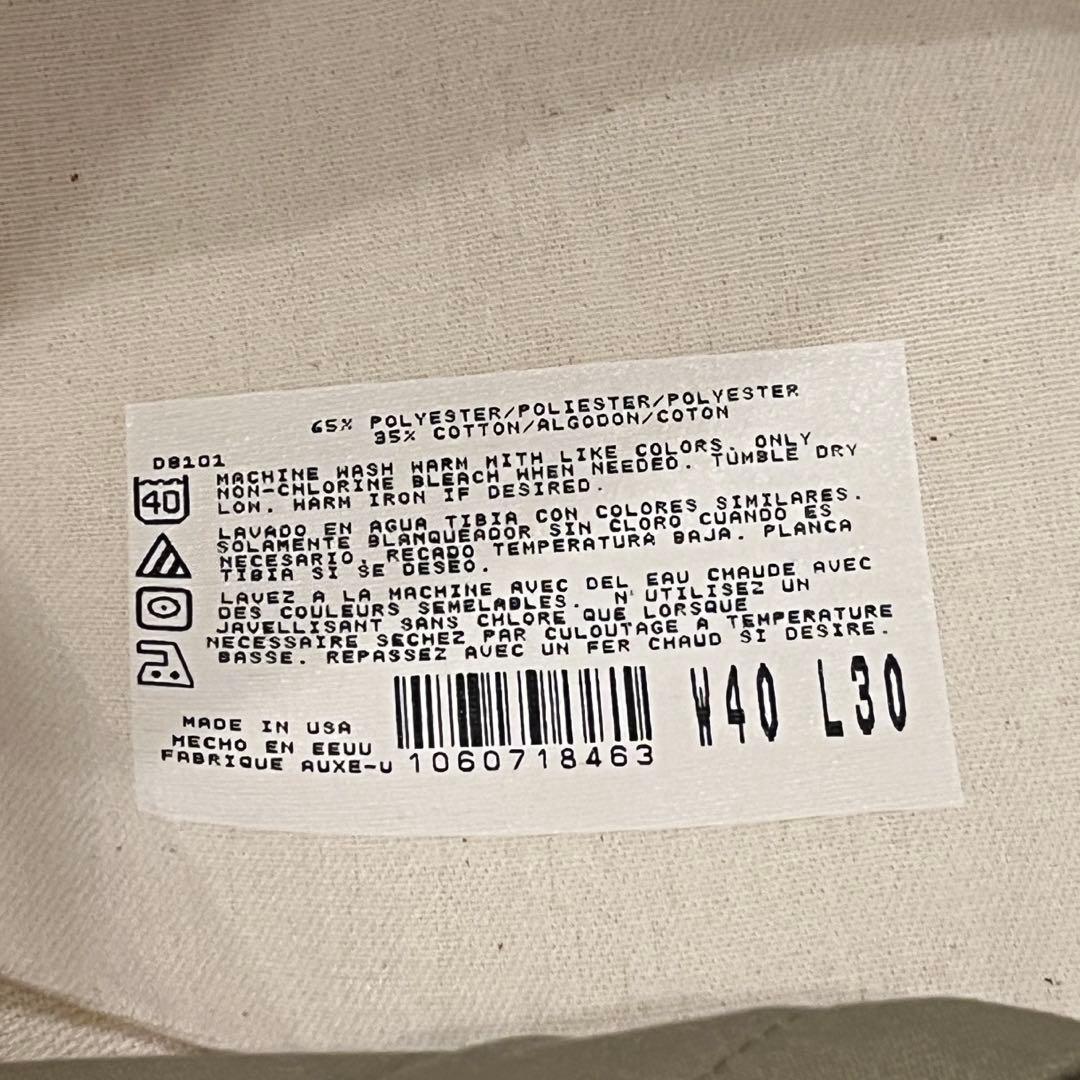 65% POLYESTER/POLIESTER/POLYESTER
35% COTTON/ALGODON/COTON
D8101
MACHINE WASH WARM WITH LIKE COLORS. ONLY
NON-CHLORINE BLEACH WHEN NEEDED. TUMBLE DRY
LON. WARM IRON IF DESIRED.
40
LAVADO EN AGUA TIBIA CON COLORES SIMILARES.
SOLAMENTE BLANQUEADOR SIN CLORO CUANDO ES
NECESARIO. RECADO TEMPERATURA BAJA. PLANCA
TIBIA SI SE DESEO.
LAVEZ A LA MACHINE AVEC DEL EAU CHAUDE AVEC
DES COULEURS SEMELABLES. N'UTILISEZ UN
JAVELLISANT SANS CHLORE QUE LORSQUE
NECESSAIRE SECHEZ PAR CULOUTAGE A TEMPERATURE
BASSE. REPASSEZ AVEC UN FER CHAUD SI DESIRE.
MADE IN USA
HECHO EN EEUU
FABRIQUE AUXE-U
1060718463
W40 L30